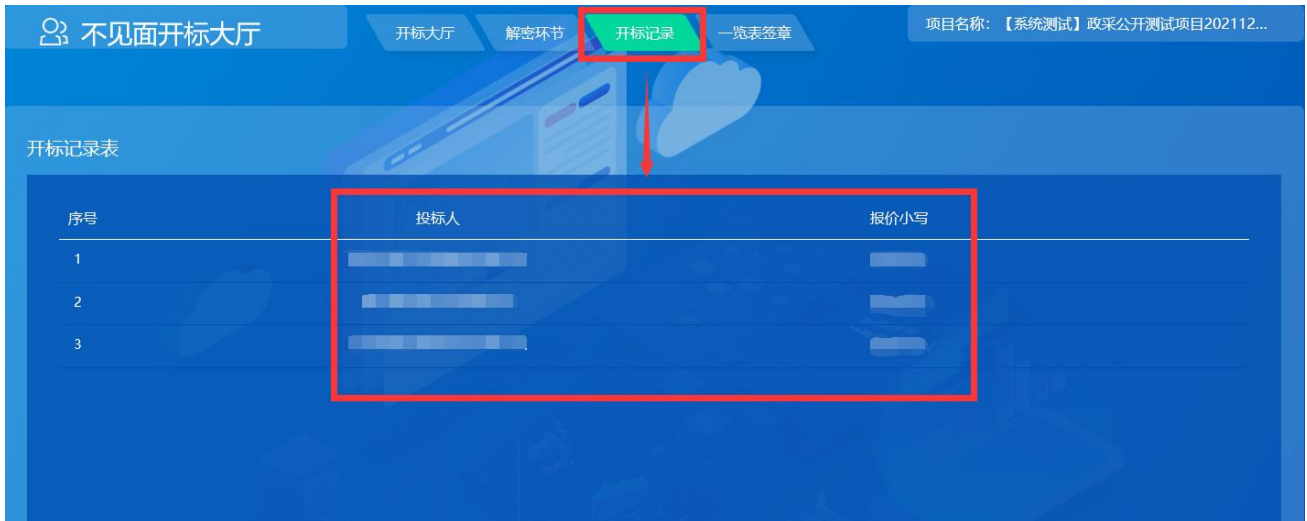 不见面开标大厅
开标大厅 解密环节 开标记录 一览表签章
项目名称：【系统测试】政采公开测试项目202112...
开标记录表
序号 投标人 报价小写
1
2
3